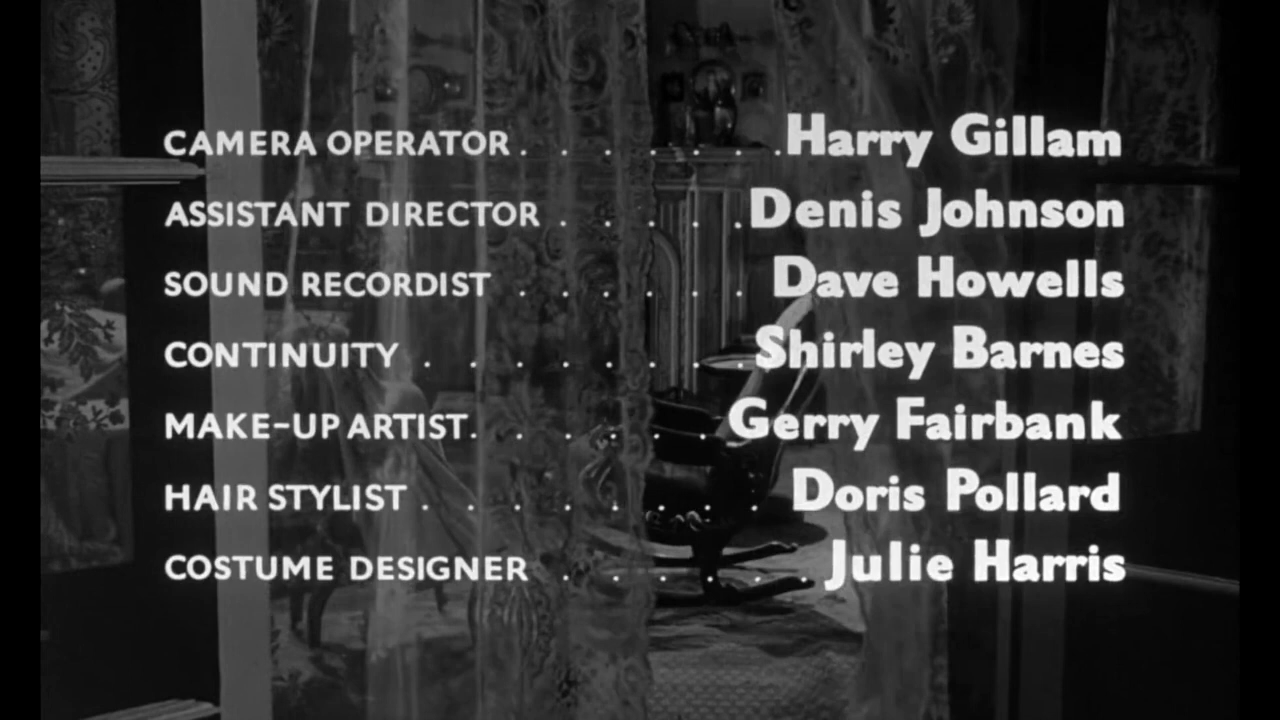 CAMERA OPERATOR . . . . . . . Harry Gillam
ASSISTANT DIRECTOR . . . . . Denis Johnson
SOUND RECORDIST . . . . . . Dave Howells
CONTINUITY . . . . . . . . Shirley Barnes
MAKE-UP ARTIST . . . . . . Gerry Fairbank
HAIR STYLIST . . . . . . . . Doris Pollard
COSTUME DESIGNER . . . . . . Julie Harris